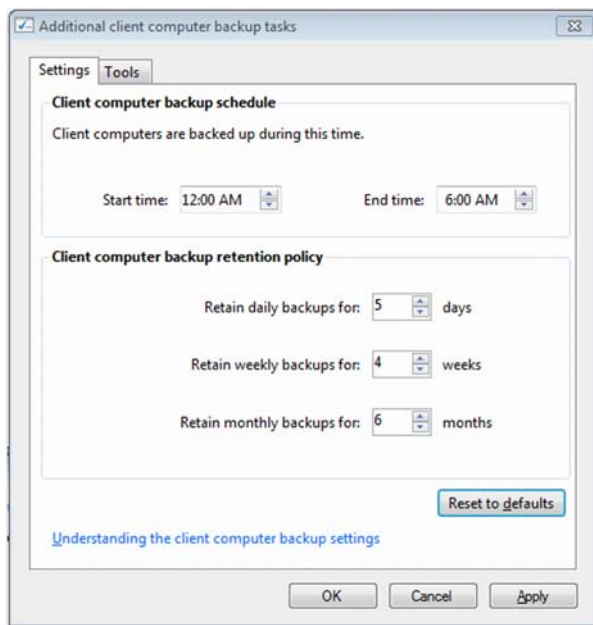 Additional client computer backup tasks
Settings Tools
Client computer backup schedule
Client computers are backed up during this time.
Start time: 12:00 AM End time: 6:00 AM
Client computer backup retention policy
Retain daily backups for: 5 days
Retain weekly backups for: 4 weeks
Retain monthly backups for: 6 months
Reset to defaults
Understanding the client computer backup settings
OK Cancel Apply